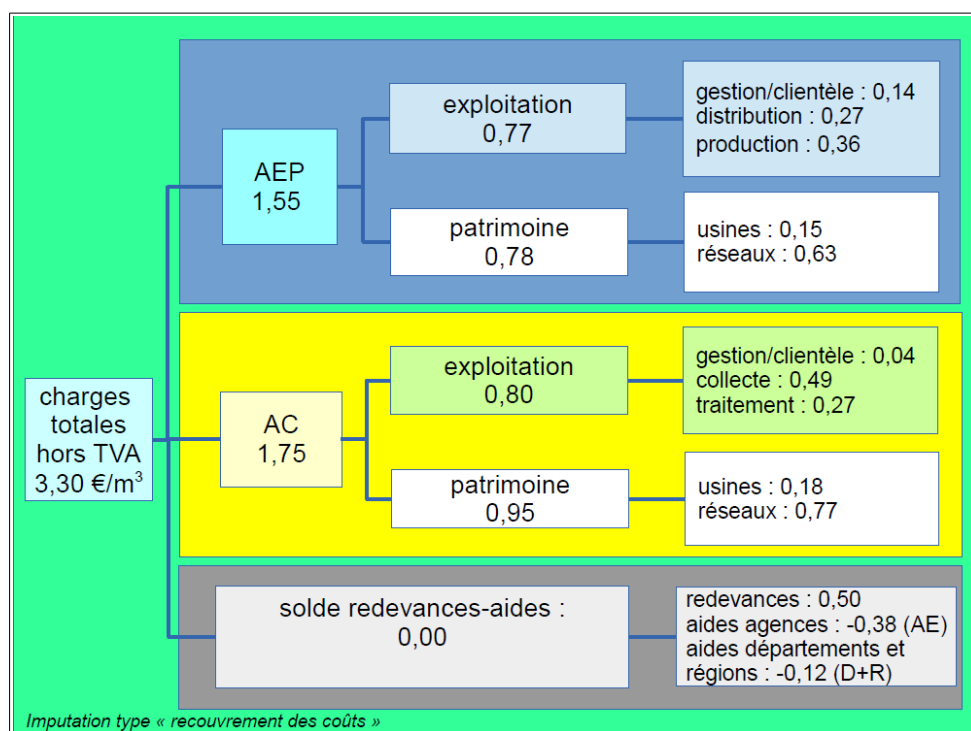 charges
totales
hors TVA
3,30 €/m³
AEP
1,55
exploitation
0,77
gestion/clientèle : 0,14
distribution : 0,27
production : 0,36
patrimoine
0,78
usines : 0,15
réseaux : 0,63
AC
1,75
exploitation
0,80
gestion/clientèle : 0,04
collecte : 0,49
traitement : 0,27
patrimoine
0,95
usines : 0,18
réseaux : 0,77
solde redevances-aides :
0,00
redevances : 0,50
aides agences : -0,38 (AE)
aides départements et
régions : -0,12 (D+R)
Imputation type « recouvrement des coûts »